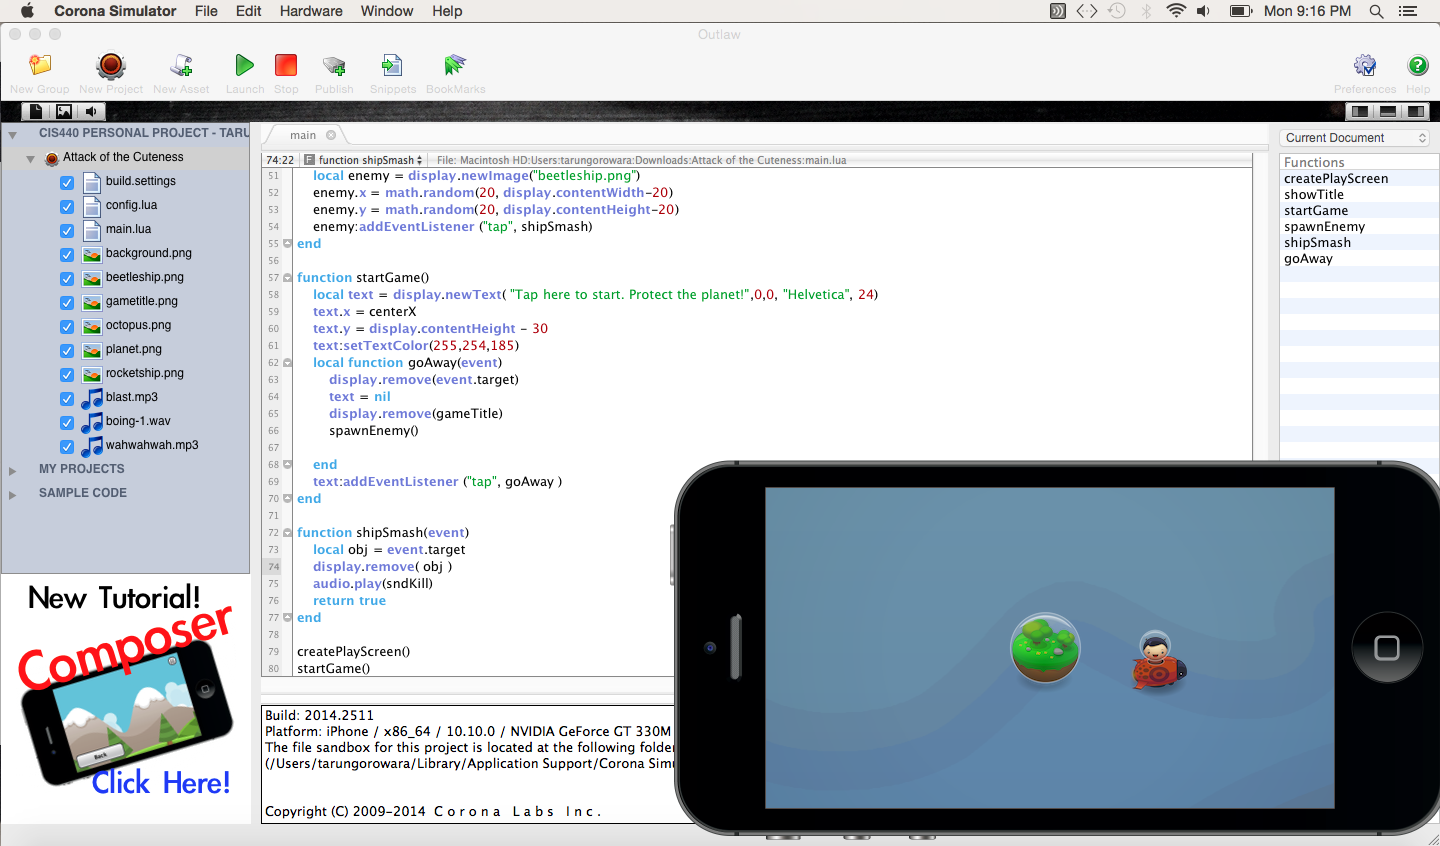 Corona Simulator File Edit Hardware Window Help Mon 9:16 PM
Outlaw
New Group New Project New Asset Launch Stop Publish Snippets BookMarks Preferences Help
CIS440 PERSONAL PROJECT - TARU
Attack of the Cuteness
build.settings
config.lua
main.lua
background.png
beetleship.png
gametitle.png
octopus.png
planet.png
rocketship.png
blast.mp3
boing-1.wav
wahwahwah.mp3
MY PROJECTS
SAMPLE CODE
New Tutorial!
Composer
Back
Click Here!
main
74:22 F function shipSmash File: Macintosh HD:Users:tarungorowara:Downloads:Attack of the Cuteness:main.lua
51 local enemy = display.newImage("beetleship.png")
52 enemy.x = math.random(20, display.contentWidth-20)
53 enemy.y = math.random(20, display.contentHeight-20)
54 enemy:addEventListener ("tap", shipSmash)
55 end
56
57 function startGame()
58 local text = display.newText( "Tap here to start. Protect the planet!",0,0, "Helvetica", 24)
59 text.x = centerX
60 text.y = display.contentHeight - 30
61 text:setTextColor(255,254,185)
62 local function goAway(event)
63 display.remove(event.target)
64 text = nil
65 display.remove(gameTitle)
66 spawnEnemy()
67
68 end
69 text:addEventListener ("tap", goAway )
70 end
71
72 function shipSmash(event)
73 local obj = event.target
74 display.remove( obj )
75 audio.play(sndKill)
76 return true
77 end
78
79 createPlayScreen()
80 startGame()
Build: 2014.2511
Platform: iPhone / x86_64 / 10.10.0 / NVIDIA GeForce GT 330M
The file sandbox for this project is located at the following folder
(/Users/tarungorowara/Library/Application Support/Corona Simu
Copyright (C) 2009-2014 C o r o n a L a b s I n c .
Current Document
Functions
createPlayScreen
showTitle
startGame
spawnEnemy
shipSmash
goAway